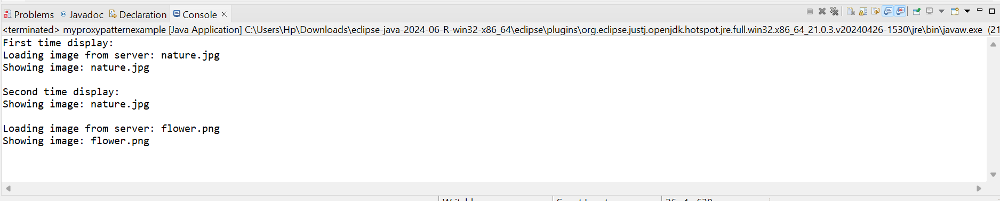 Problems @ Javadoc Declaration Console
<terminated> myproxypatternexample [Java Application] C:\Users\Hp\Downloads\eclipse-java-2024-06-R-win32-x86_64\eclipse\plugins\org.eclipse.justj.openjdk.hotspot.jre.full.win32.x86_64_21.0.3.v20240426-1530\jre\bin\javaw.exe (21
First time display:
Loading image from server: nature.jpg
Showing image: nature.jpg
Second time display:
Showing image: nature.jpg
Loading image from server: flower.png
Showing image: flower.png